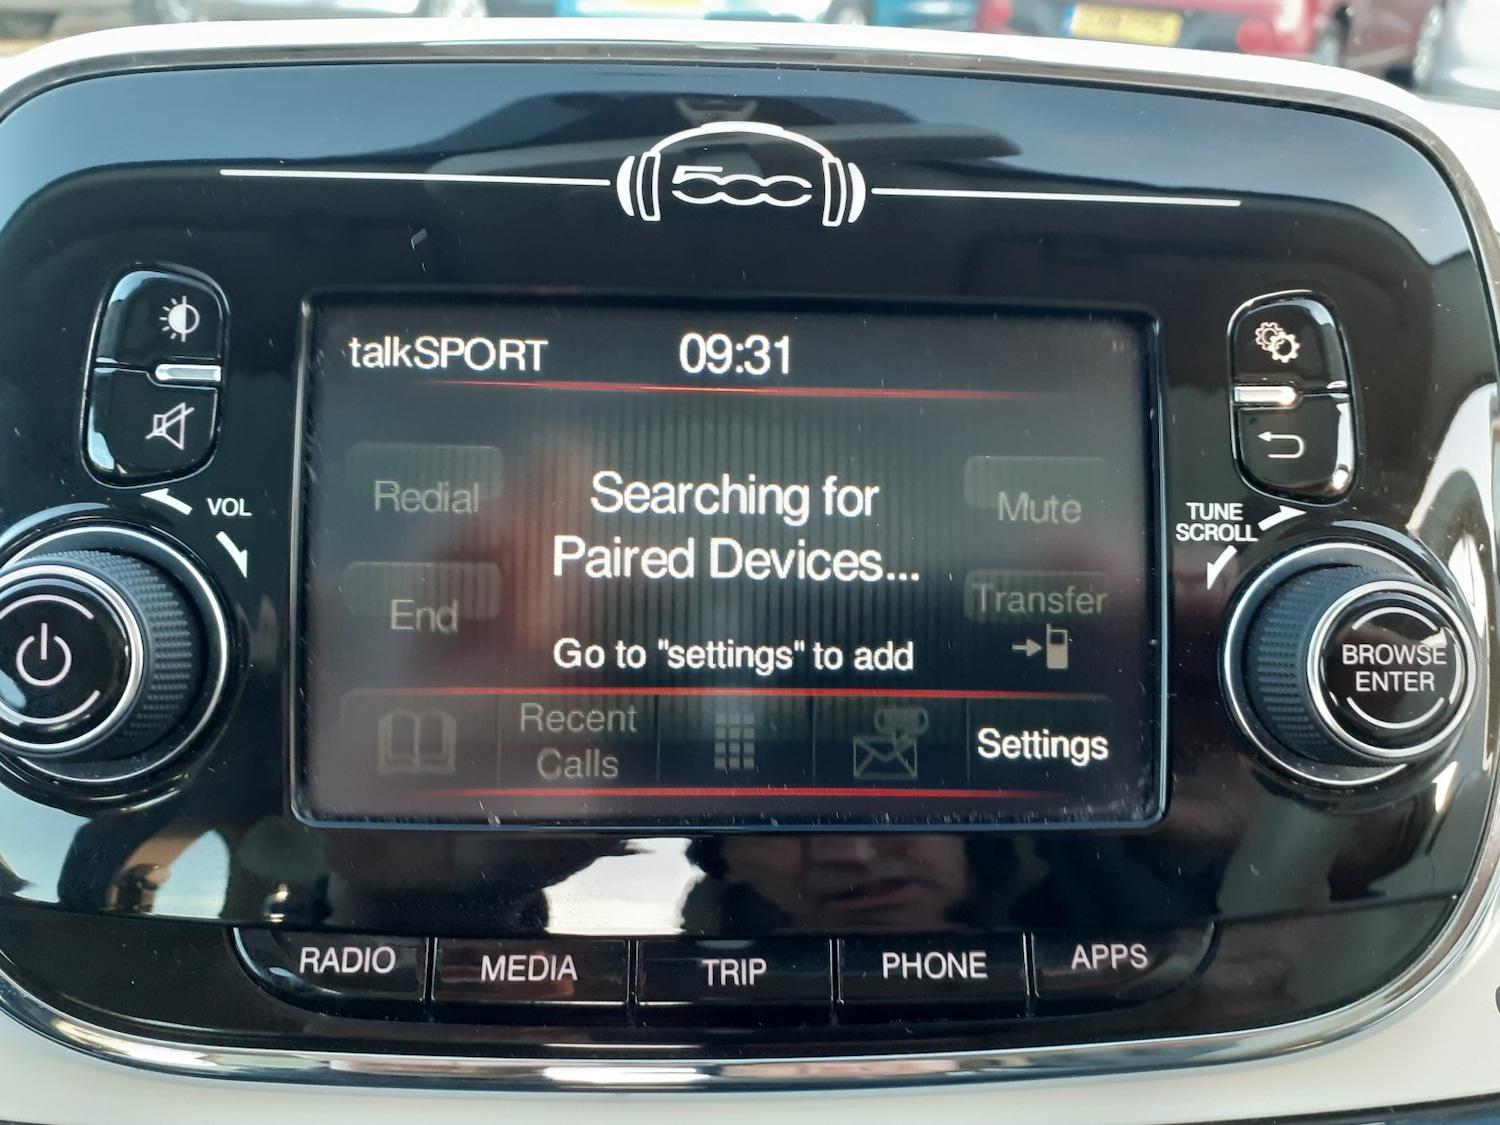 500
talkSPORT 09:31
Redial
Searching for
Paired Devices...
Mute
End
Transfer
Go to "settings" to add
Recent
Calls
Settings
VOL
TUNE
SCROLL
BROWSE
ENTER
RADIO
MEDIA
TRIP
PHONE
APPS